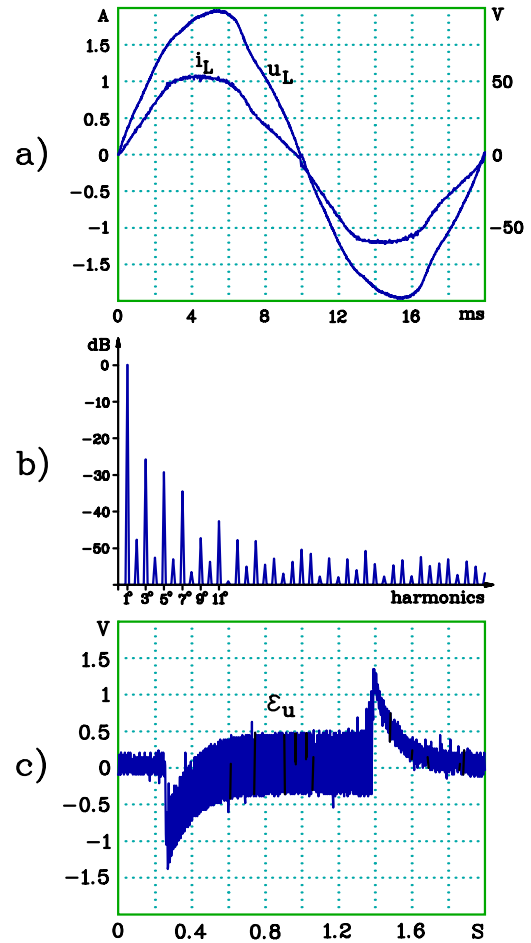 A V
1.5
i_L u_L
1 50
0.5
a) 0 0
−0.5
−1 −50
−1.5
0 4 8 12 16 ms
dB
0
−10
−20
b) −30
−40
−50
1° 3° 5° 7° 9° 11° harmonics
V
1.5
1
ε_u
0.5
c) 0
−0.5
−1
−1.5
0 0.4 0.8 1.2 1.6 S